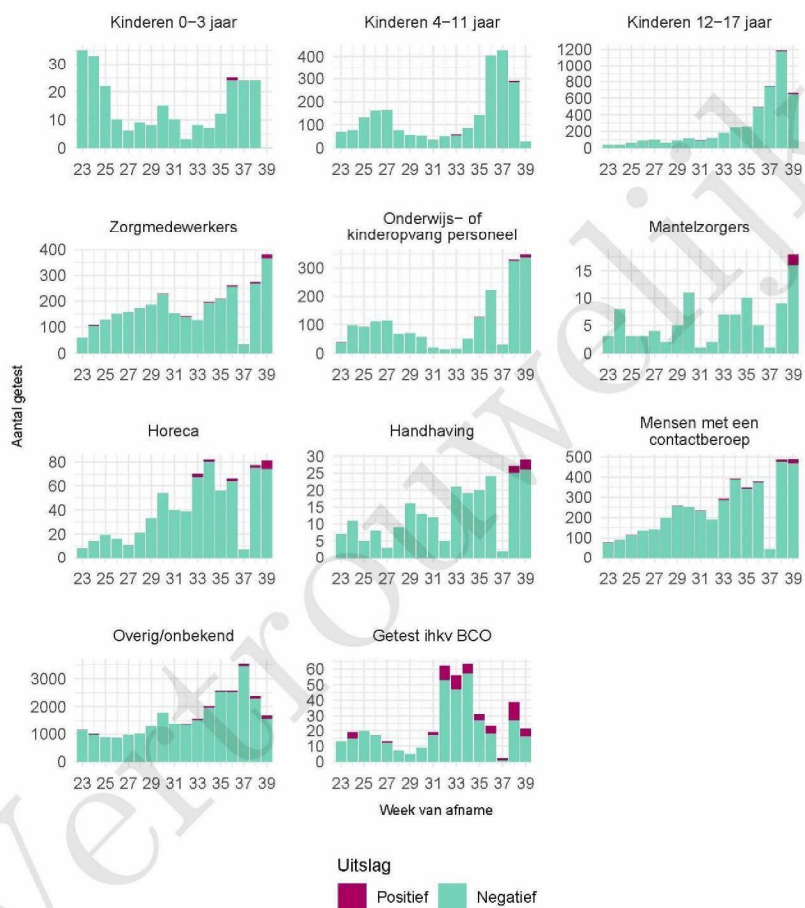 Kinderen 0−3 jaar
Kinderen 4−11 jaar
Kinderen 12−17 jaar
30
20
10
0
23 25 27 29 31 33 35 37 39
400
300
200
100
0
23 25 27 29 31 33 35 37 39
1200
1000
800
600
400
200
0
23 25 27 29 31 33 35 37 39
Zorgmedewerkers
Onderwijs− of
kinderopvang personeel
Mantelzorgers
400
300
200
100
0
23 25 27 29 31 33 35 37 39
300
200
100
0
23 25 27 29 31 33 35 37 39
15
10
5
0
23 25 27 29 31 33 35 37 39
Aantal getest
Horeca
Handhaving
Mensen met een
contactberoep
80
60
40
20
0
23 25 27 29 31 33 35 37 39
30
25
20
15
10
5
0
23 25 27 29 31 33 35 37 39
500
400
300
200
100
0
23 25 27 29 31 33 35 37 39
Overig/onbekend
Getest ihkv BCO
3000
2000
1000
0
23 25 27 29 31 33 35 37 39
60
50
40
30
20
10
0
23 25 27 29 31 33 35 37 39
Week van afname
Uitslag
Positief
Negatief
Vertrouwelijk